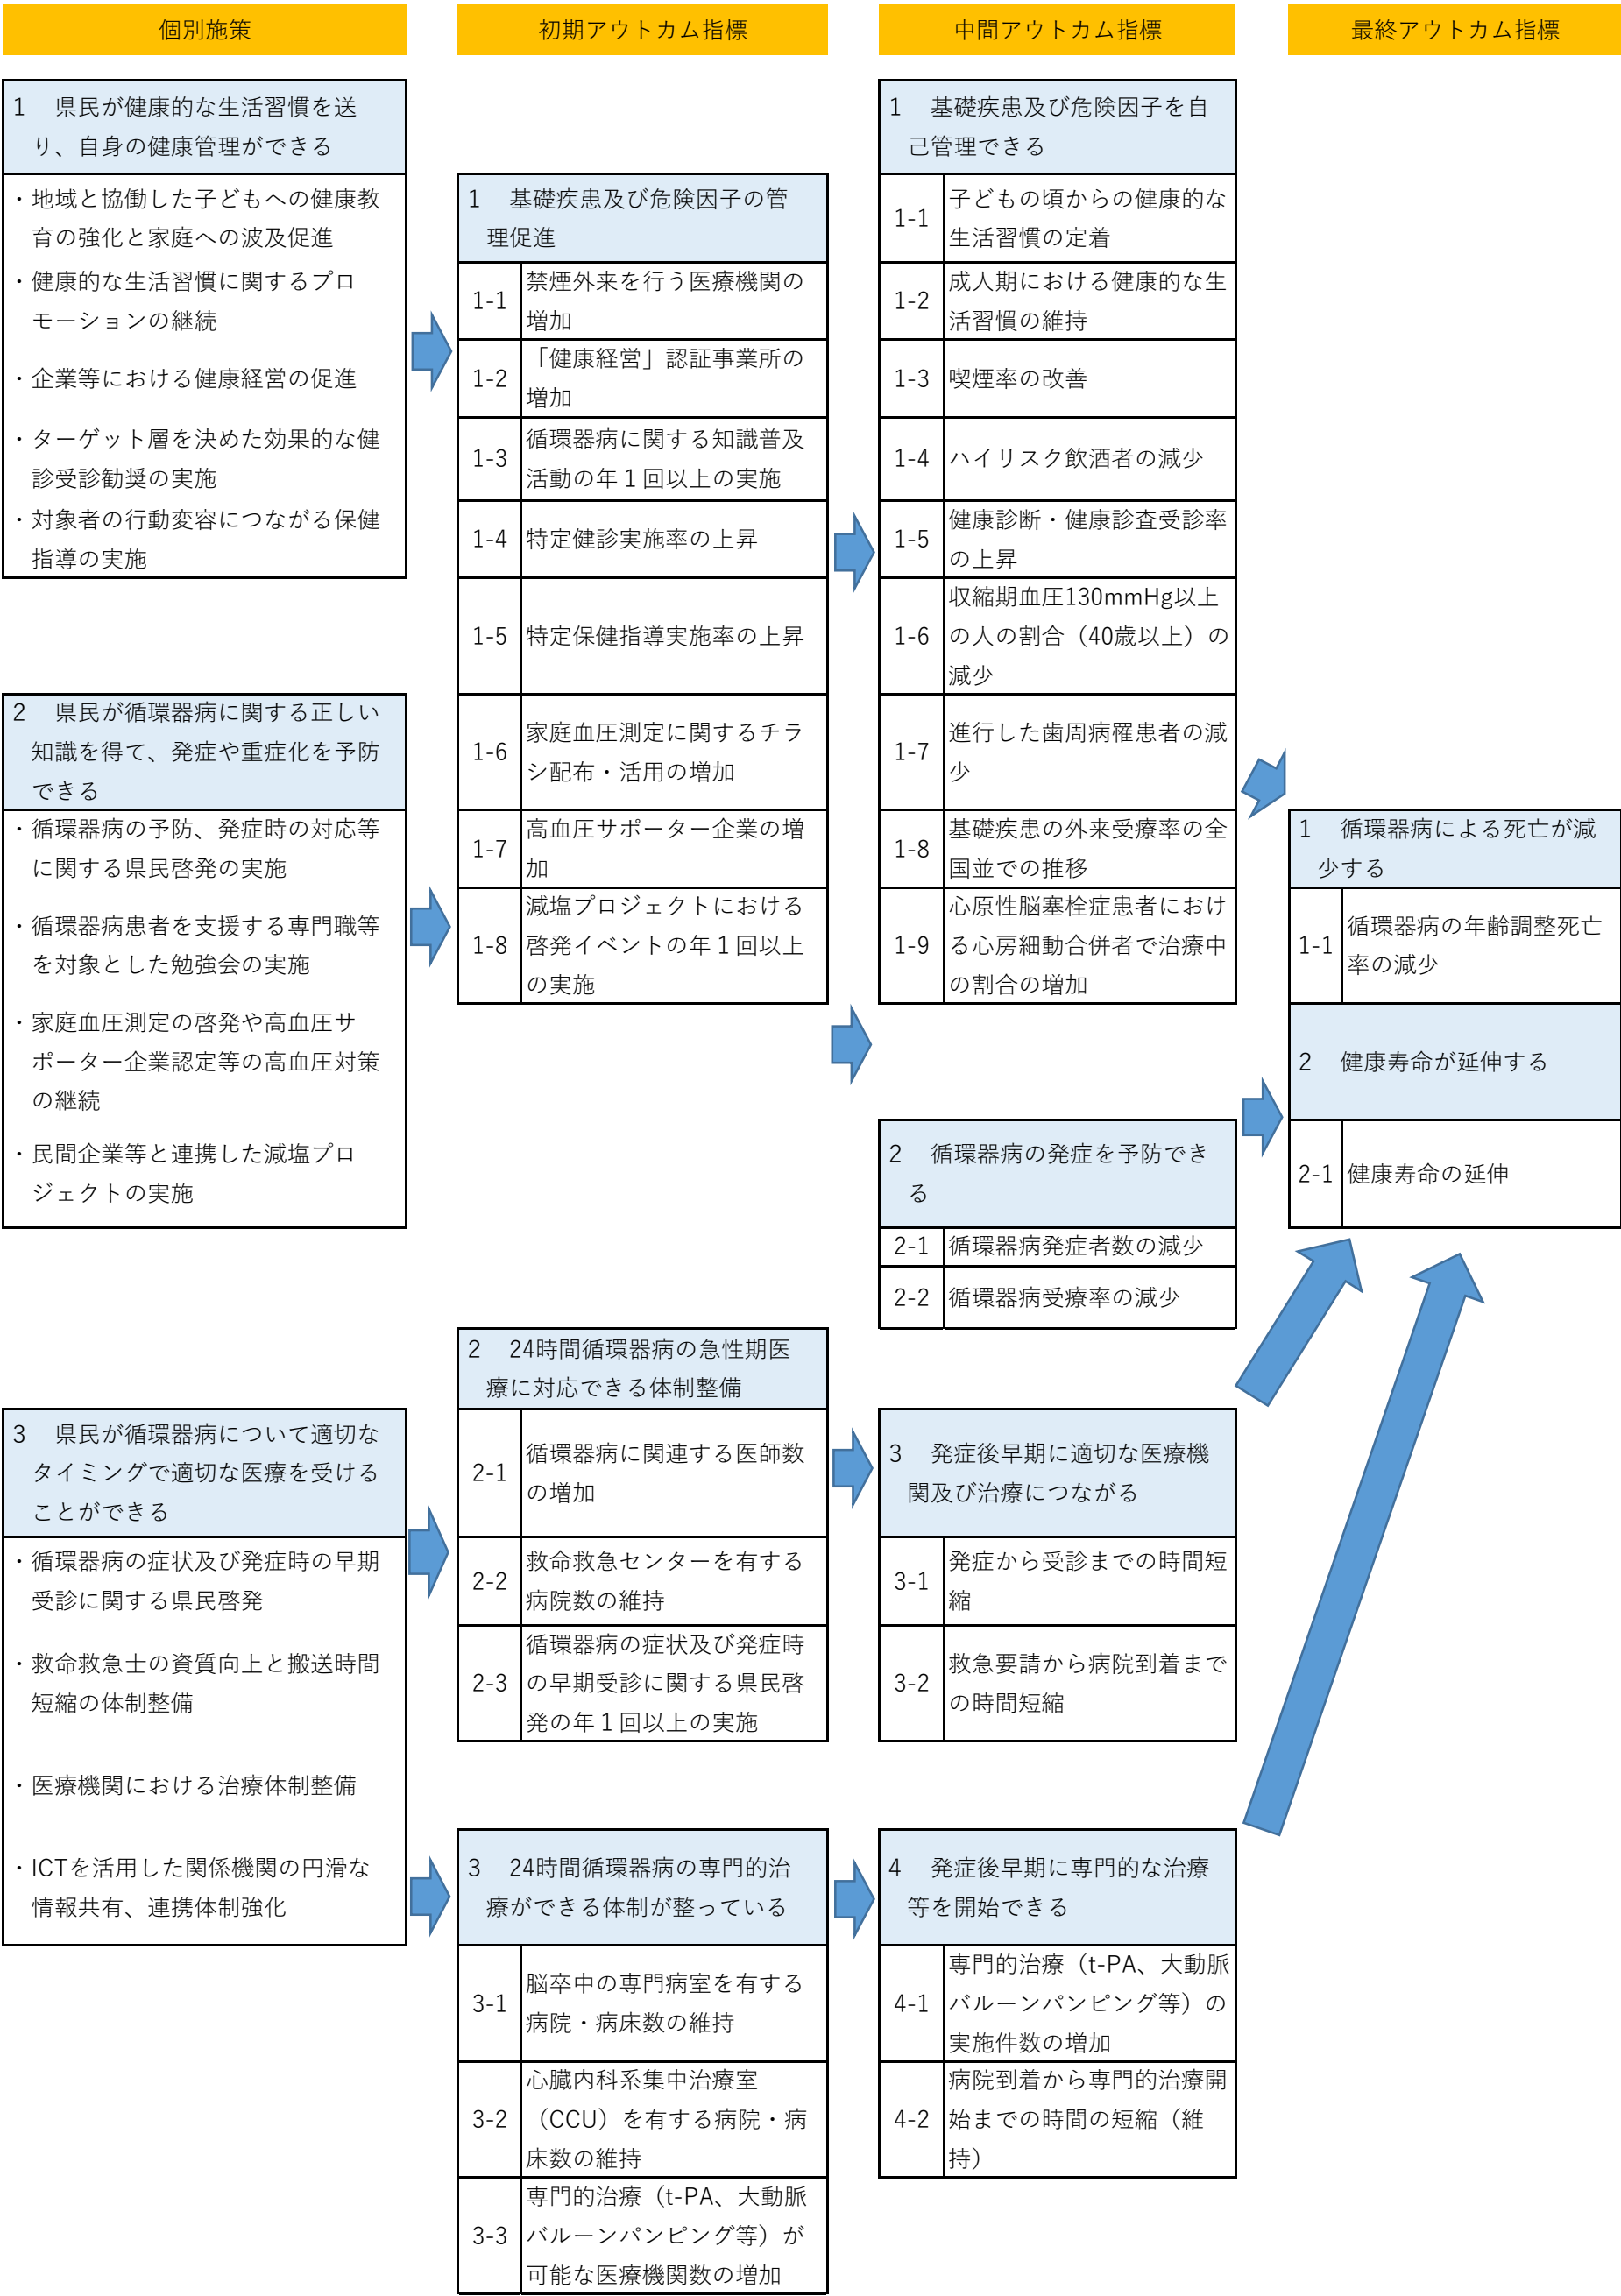 個別施策
初期アウトカム指標
中間アウトカム指標
最終アウトカム指標
1　県民が健康的な生活習慣を送
り、自身の健康管理ができる
・地域と協働した子どもへの健康教
育の強化と家庭への波及促進
・健康的な生活習慣に関するプロ
モーションの継続
・企業等における健康経営の促進
・ターゲット層を決めた効果的な健
診受診勧奨の実施
・対象者の行動変容につながる保健
指導の実施
2　県民が循環器病に関する正しい
知識を得て、発症や重症化を予防
できる
・循環器病の予防、発症時の対応等
に関する県民啓発の実施
・循環器病患者を支援する専門職等
を対象とした勉強会の実施
・家庭血圧測定の啓発や高血圧サ
ポーター企業認定等の高血圧対策
の継続
・民間企業等と連携した減塩プロ
ジェクトの実施
3　県民が循環器病について適切な
タイミングで適切な医療を受ける
ことができる
・循環器病の症状及び発症時の早期
受診に関する県民啓発
・救命救急士の資質向上と搬送時間
短縮の体制整備
・医療機関における治療体制整備
・ICTを活用した関係機関の円滑な
情報共有、連携体制強化
1　基礎疾患及び危険因子の管
理促進
1-1 禁煙外来を行う医療機関の
増加
1-2 「健康経営」認証事業所の
増加
1-3 循環器病に関する知識普及
活動の年１回以上の実施
1-4 特定健診実施率の上昇
1-5 特定保健指導実施率の上昇
1-6 家庭血圧測定に関するチラ
シ配布・活用の増加
1-7 高血圧サポーター企業の増
加
1-8 減塩プロジェクトにおける
啓発イベントの年１回以上
の実施
2　24時間循環器病の急性期医
療に対応できる体制整備
2-1 循環器病に関連する医師数
の増加
2-2 救命救急センターを有する
病院数の維持
2-3 循環器病の症状及び発症時
の早期受診に関する県民啓
発の年１回以上の実施
3　24時間循環器病の専門的治
療ができる体制が整っている
3-1 脳卒中の専門病室を有する
病院・病床数の維持
3-2 心臓内科系集中治療室
（CCU）を有する病院・病
床数の維持
3-3 専門的治療（t-PA、大動脈
バルーンパンピング等）が
可能な医療機関数の増加
1　基礎疾患及び危険因子を自
己管理できる
1-1 子どもの頃からの健康的な
生活習慣の定着
1-2 成人期における健康的な生
活習慣の維持
1-3 喫煙率の改善
1-4 ハイリスク飲酒者の減少
1-5 健康診断・健康診査受診率
の上昇
1-6 収縮期血圧130mmHg以上
の人の割合（40歳以上）の
減少
1-7 進行した歯周病罹患者の減
少
1-8 基礎疾患の外来受療率の全
国並での推移
1-9 心原性脳塞栓症患者におけ
る心房細動合併者で治療中
の割合の増加
2　循環器病の発症を予防でき
る
2-1 循環器病発症者数の減少
2-2 循環器病受療率の減少
3　発症後早期に適切な医療機
関及び治療につながる
3-1 発症から受診までの時間短
縮
3-2 救急要請から病院到着まで
の時間短縮
4　発症後早期に専門的な治療
等を開始できる
4-1 専門的治療（t-PA、大動脈
バルーンパンピング等）の
実施件数の増加
4-2 病院到着から専門的治療開
始までの時間の短縮（維
持）
1　循環器病による死亡が減
少する
1-1 循環器病の年齢調整死亡
率の減少
2　健康寿命が延伸する
2-1 健康寿命の延伸